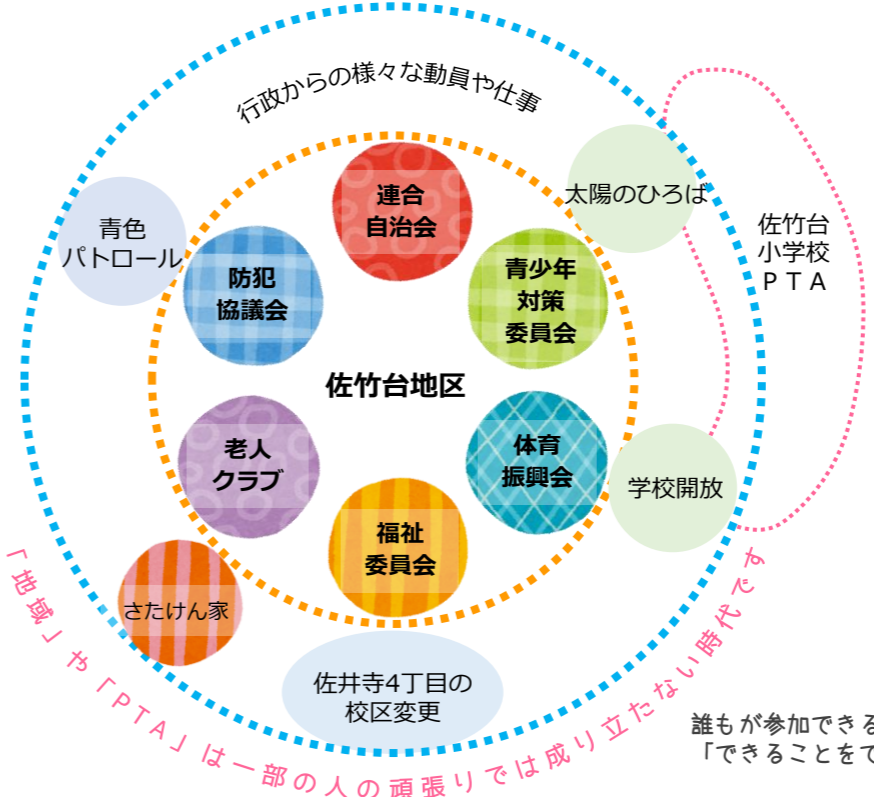 行政からの様々な動員や仕事
連合
自治会
太陽のひろば
青色
パトロール
佐竹台
小学校
PTA
防犯
協議会
青少年
対策
委員会
佐竹台地区
老人
クラブ
体育
振興会
学校開放
福祉
委員会
さたけん家
佐井寺4丁目の
校区変更
「地域」や「PTA」は一部の人の頑張りでは成り立たない時代です
誰もが参加できる
「できることをで